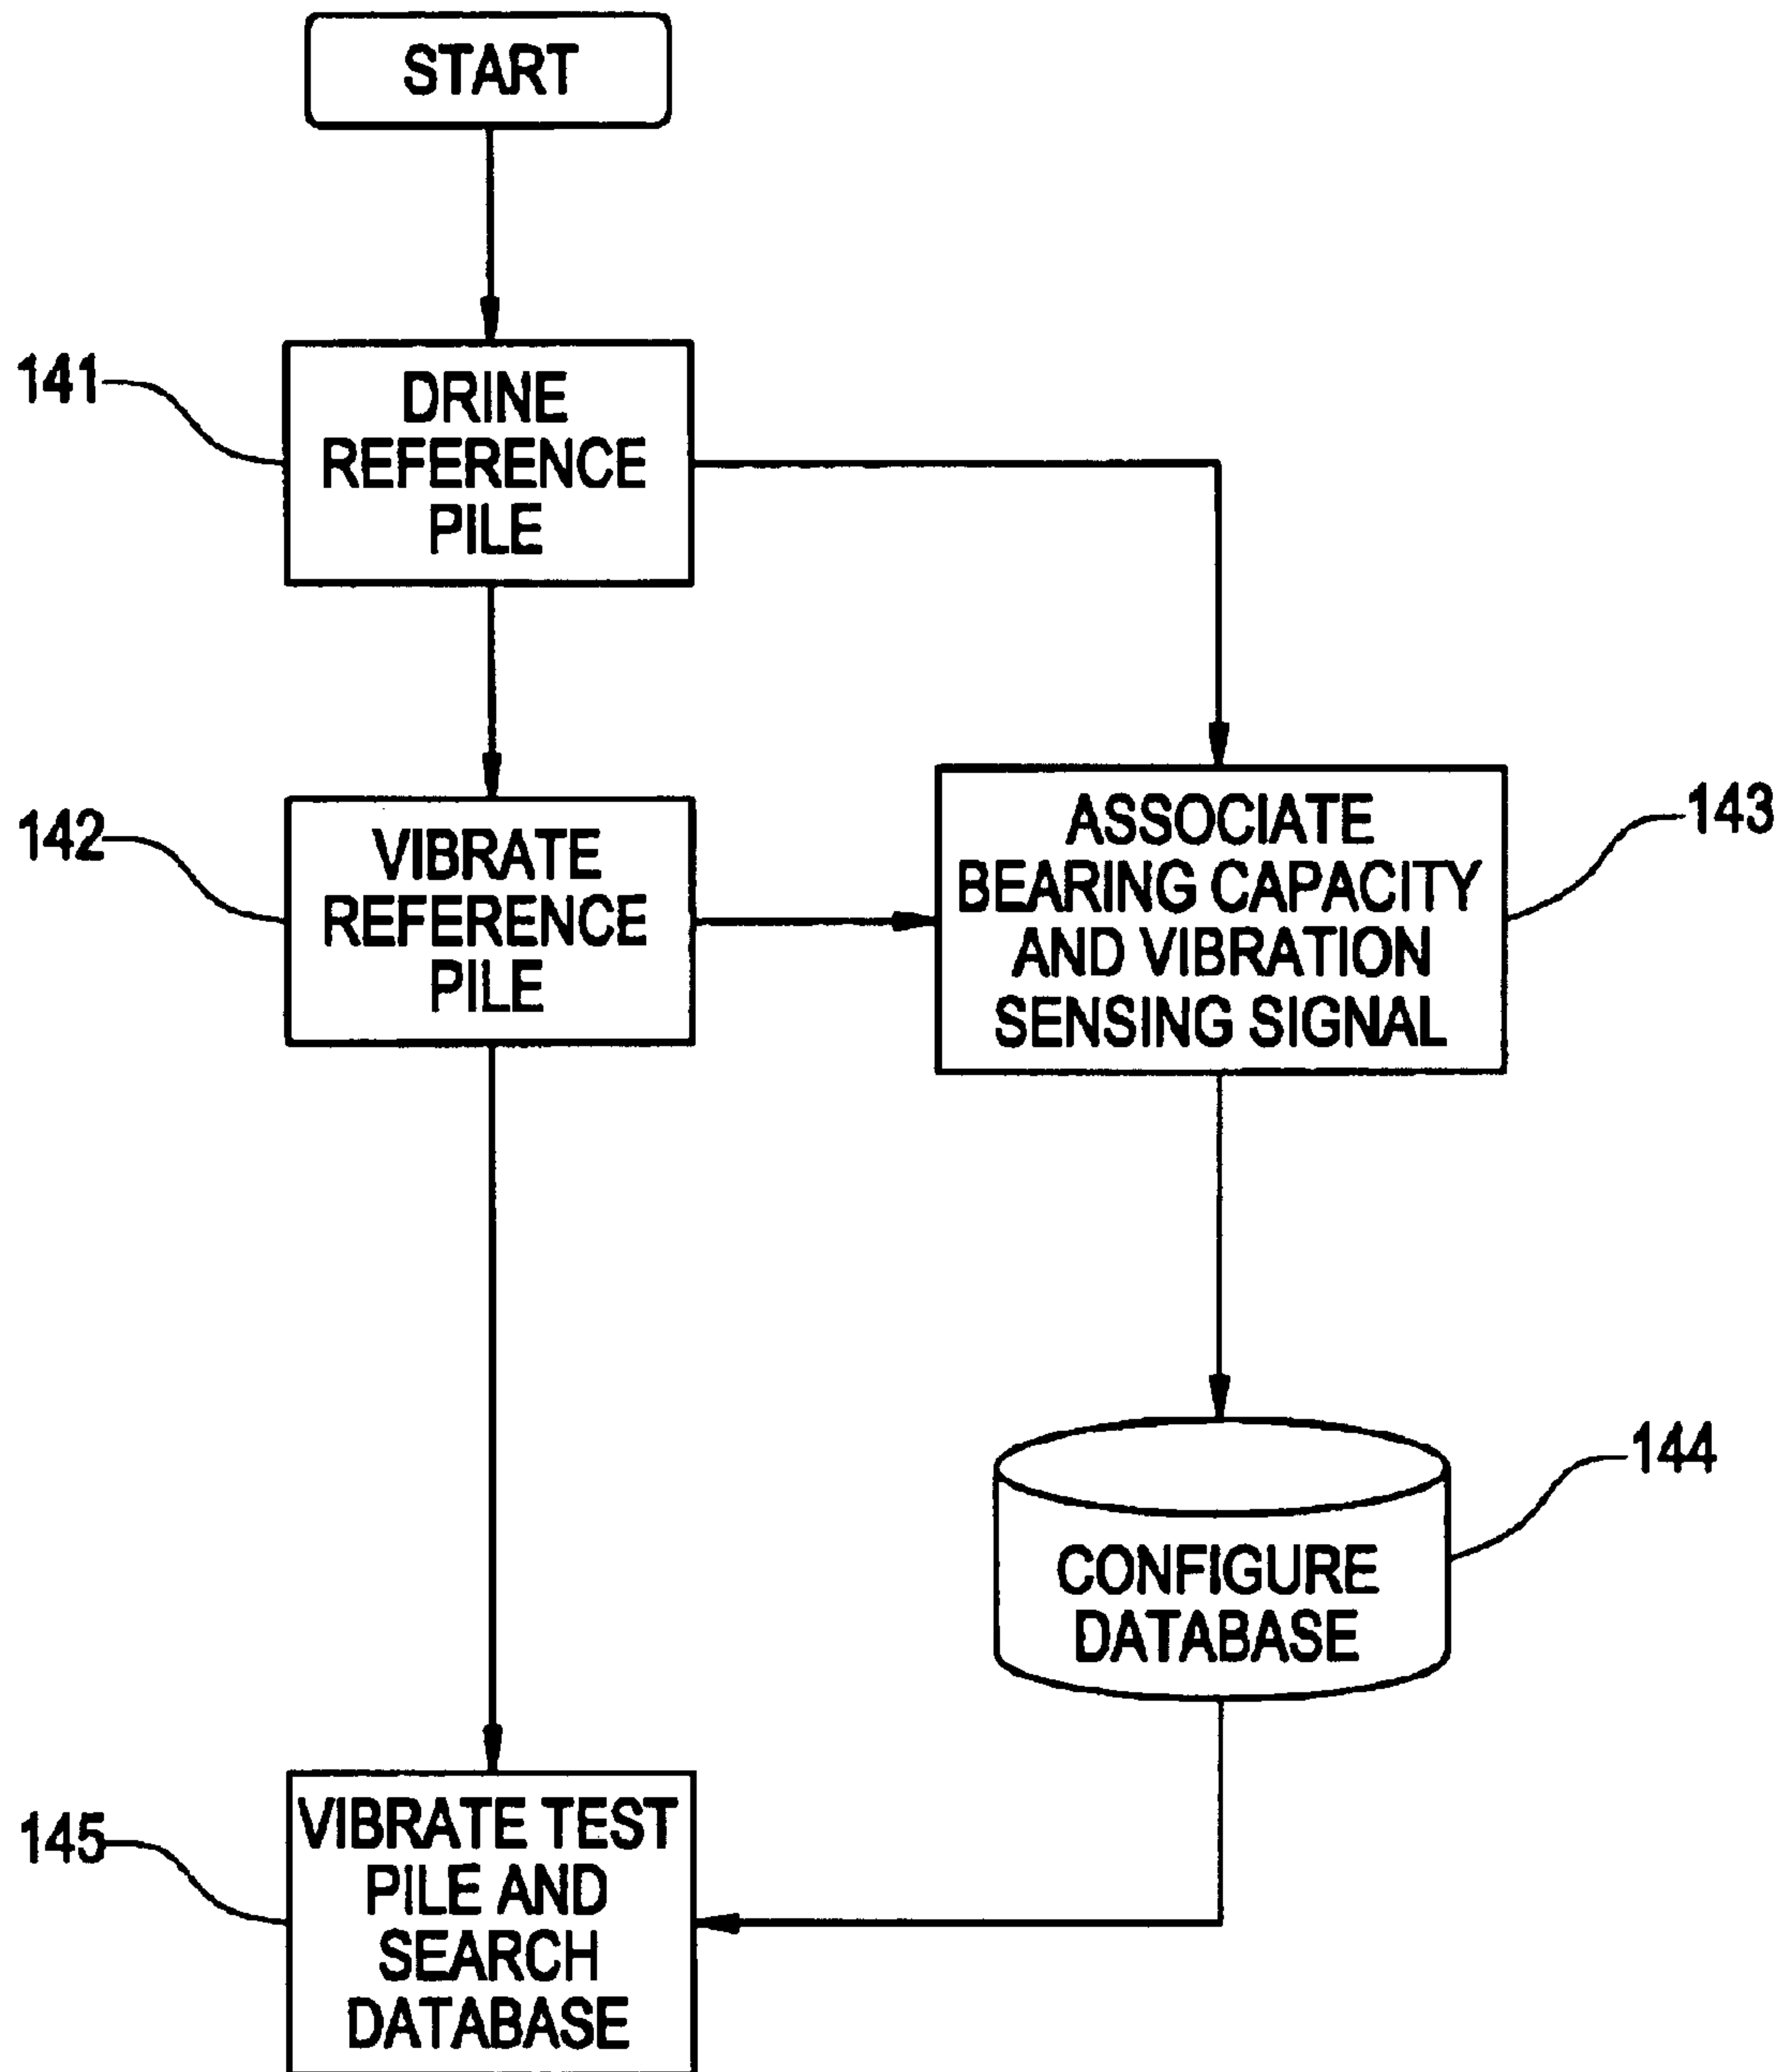 START
141
DRINE
REFERENCE
PILE
142
VIBRATE
REFERENCE
PILE
ASSOCIATE
BEARING CAPACITY
AND VIBRATION
SENSING SIGNAL
143
CONFIGURE
DATABASE
144
145
VIBRATE TEST
PILE AND
SEARCH
DATABASE